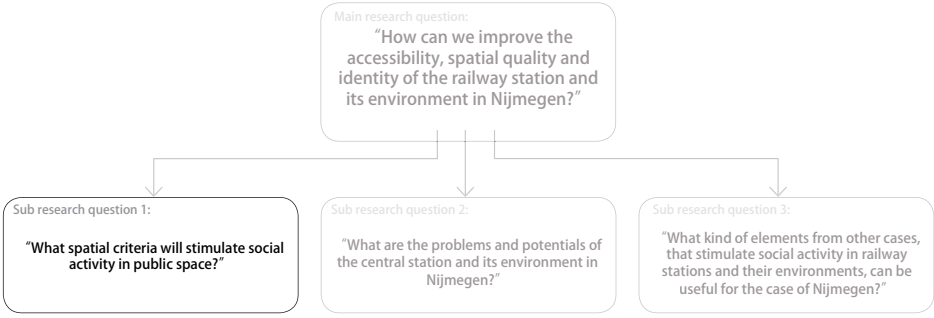 Main research question:
“How can we improve the
accessibility, spatial quality and
identity of the railway station and
its environment in Nijmegen?”
Sub research question 1:
“What spatial criteria will stimulate social
activity in public space?”
Sub research question 2:
“What are the problems and potentials of
the central station and its environment in
Nijmegen?”
Sub research question 3:
“What kind of elements from other cases,
that stimulate social activity in railway
stations and their environments, can be
useful for the case of Nijmegen?”